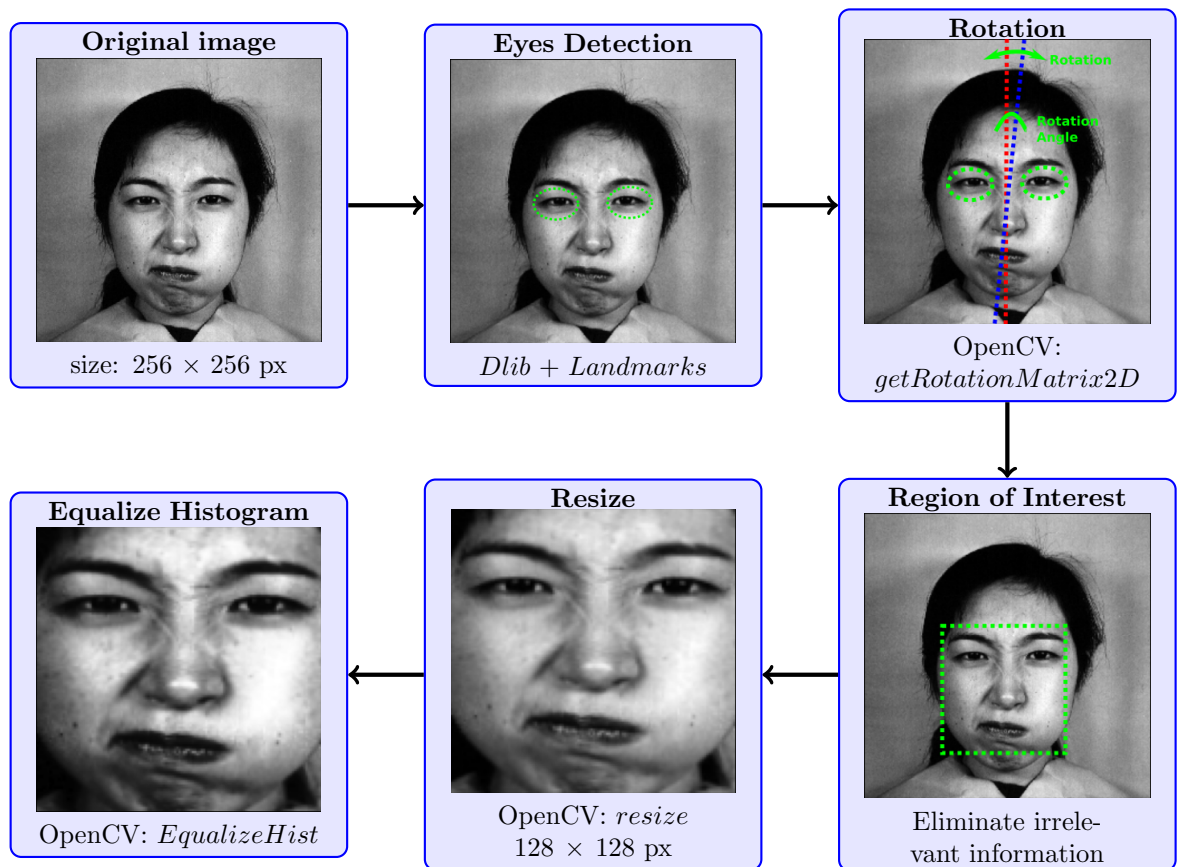 Original image
size: 256 × 256 px
Eyes Detection
Dlib + Landmarks
Rotation
Rotation
Rotation
Angle
OpenCV:
getRotationMatrix2D
Region of Interest
Eliminate irrele-
vant information
Resize
OpenCV: resize
128 × 128 px
Equalize Histogram
OpenCV: EqualizeHist